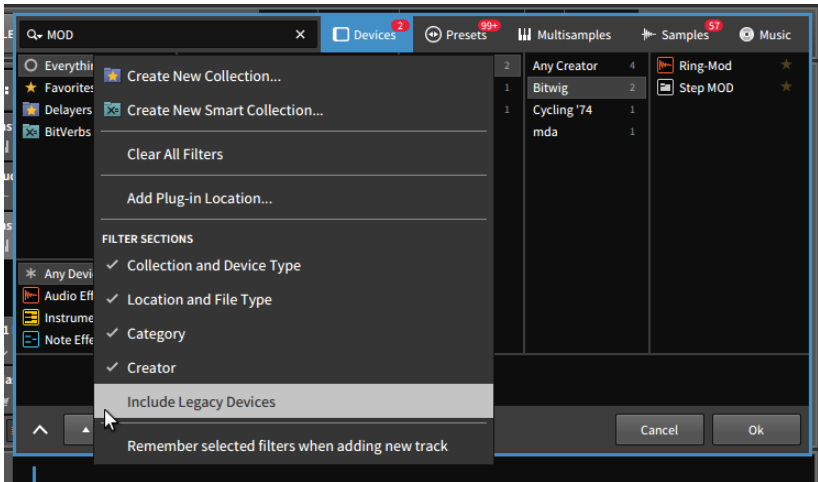 MOD
Devices 2
Presets 99+
Multisamples
Samples 57
Music
Everythin
Favorites
Delayers
BitVerbs
Create New Collection...
Create New Smart Collection...
Clear All Filters
Add Plug-in Location...
FILTER SECTIONS
Collection and Device Type
Location and File Type
Category
Creator
Include Legacy Devices
Remember selected filters when adding new track
2
1
1
Any Creator 4
Bitwig 2
Cycling '74 1
mda 1
Ring-Mod
Step MOD
Any Devi
Audio Eff
Instrume
Note Effe
Cancel
Ok